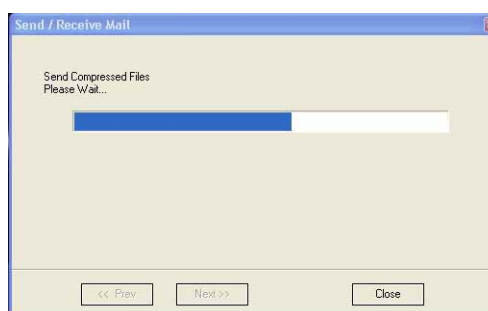 Send / Receive Mail
Send Compressed Files
Please Wait...
<< Prev
Next >>
Close